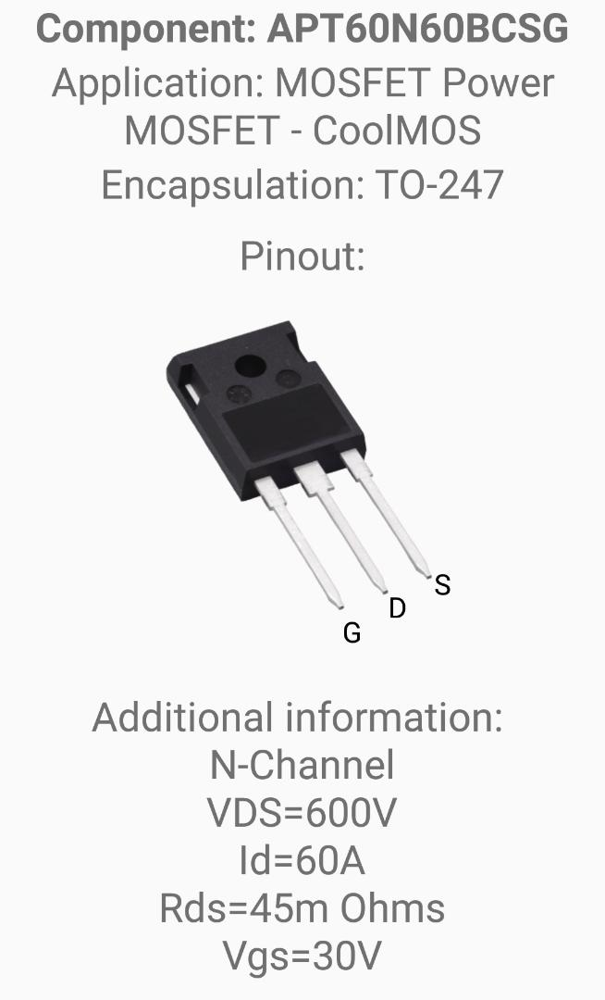 Component: APT60N60BCSG
Application: MOSFET Power
MOSFET - CoolMOS
Encapsulation: TO-247
Pinout:
S
D
G
Additional information:
N-Channel
VDS=600V
Id=60A
Rds=45m Ohms
Vgs=30V